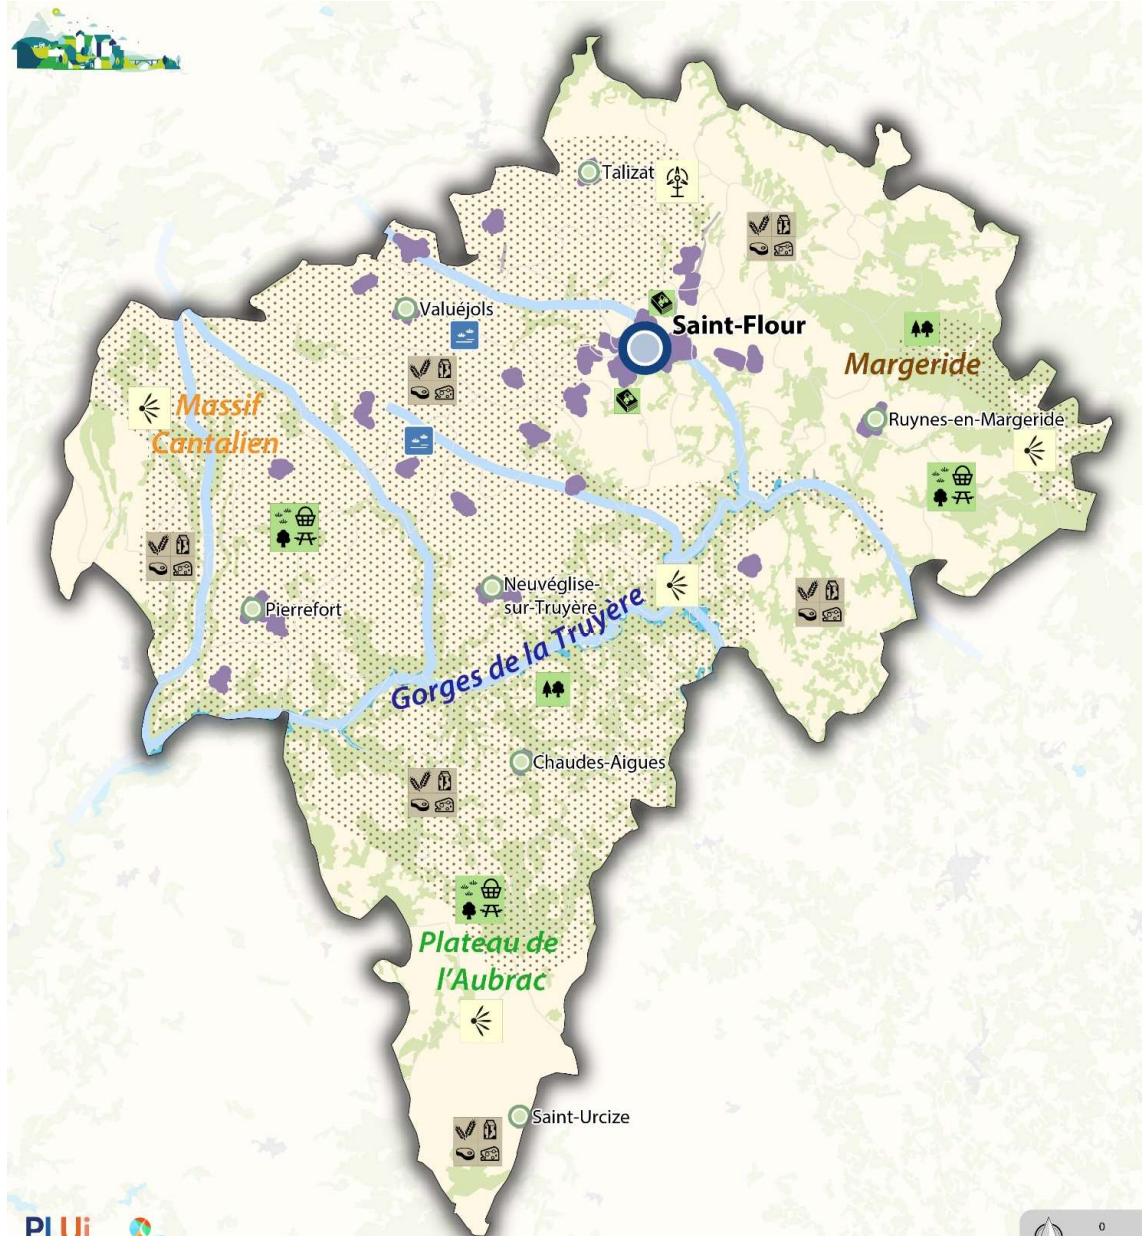 Talizat
Valuéjols
Saint-Flour
Margeride
Massif
Cantalien
Ruynes-en-Margeride
Neuvéglise-
sur-Truyère
Pierrefort
Gorges de la Truyère
Chaudes-Aigues
Plateau de
l'Aubrac
Saint-Urcize
PLUi
0